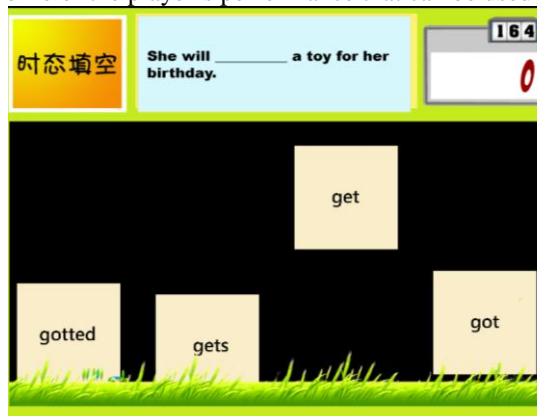 时态填空
She will _________ a toy for her
birthday.
164
0
get
gotted
gets
got